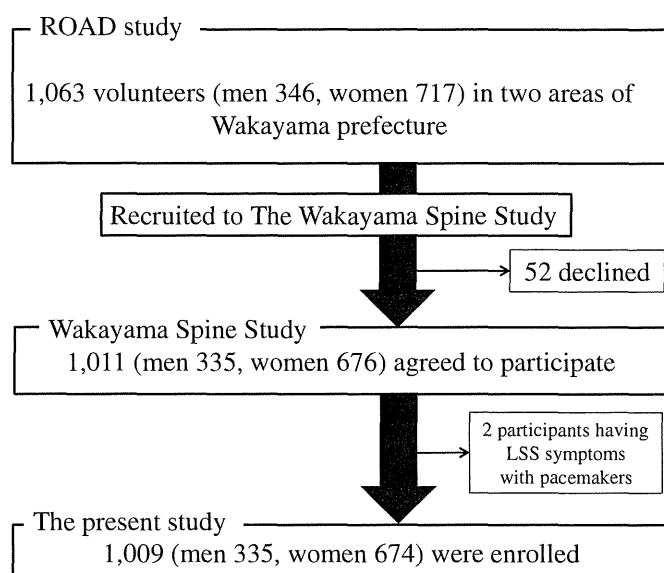 ROAD study
1,063 volunteers (men 346, women 717) in two areas of
Wakayama prefecture
Recruited to The Wakayama Spine Study
52 declined
Wakayama Spine Study
1,011 (men 335, women 676) agreed to participate
2 participants having
LSS symptoms
with pacemakers
The present study
1,009 (men 335, women 674) were enrolled